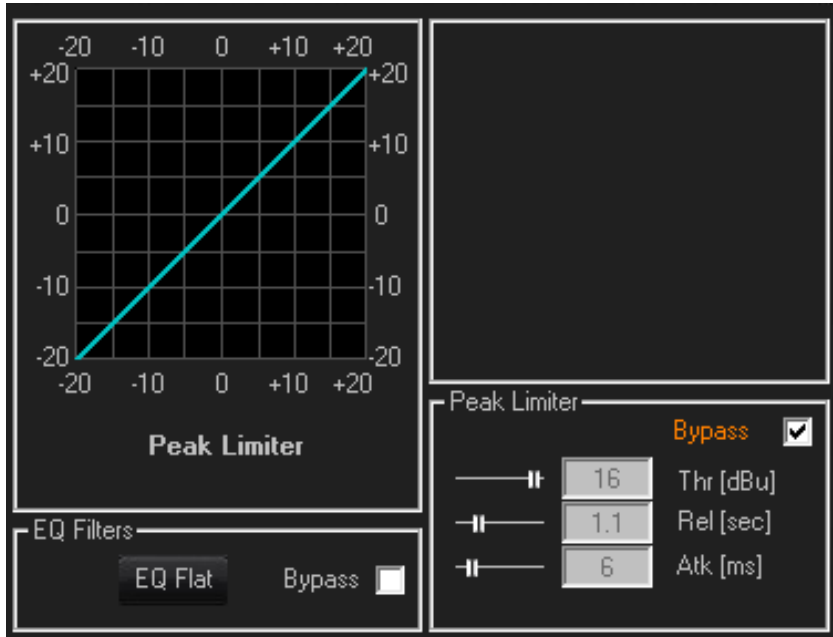 -20 -10 0 +10 +20
+20 +20
+10 +10
0 0
-10 -10
-20 -20
-20 -10 0 +10 +20
Peak Limiter
EQ Filters
EQ Flat Bypass
Peak Limiter
Bypass
16 Thr [dBu]
1.1 Rel [sec]
6 Atk [ms]